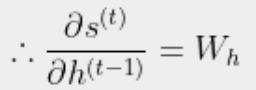 ∴ ∂s^(t) / ∂h^(t−1) = W_h